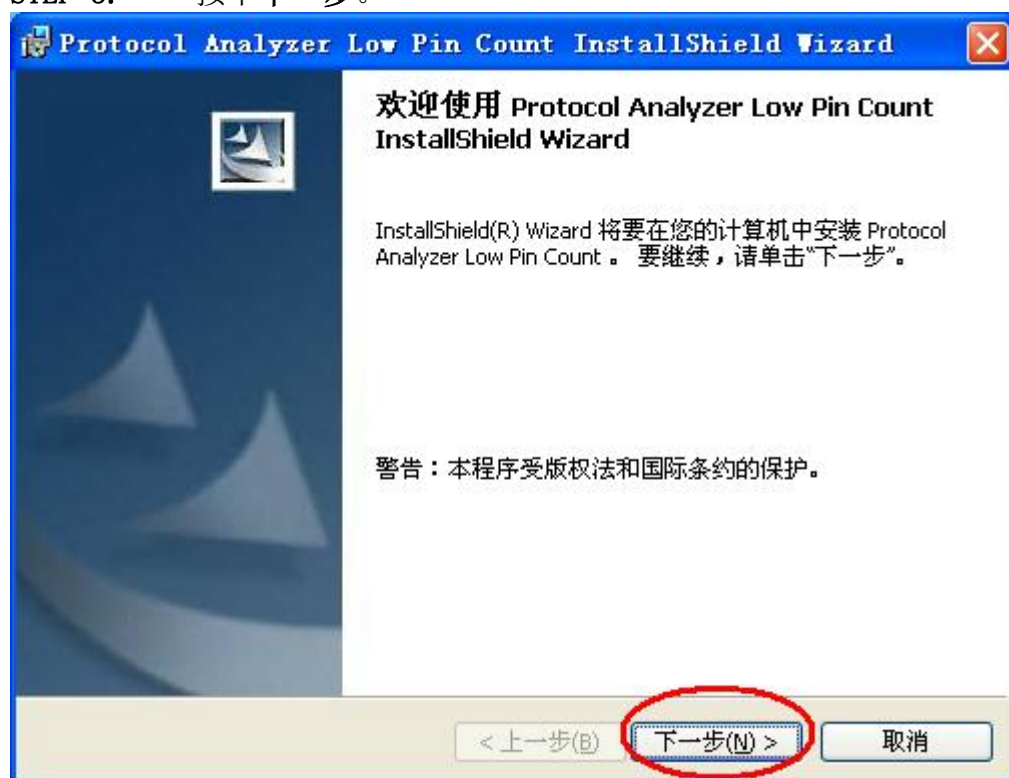 Protocol Analyzer Low Pin Count InstallShield Wizard
欢迎使用 Protocol Analyzer Low Pin Count
InstallShield Wizard
InstallShield(R) Wizard 将要在您的计算机中安装 Protocol
Analyzer Low Pin Count 。 要继续，请单击“下一步”。
警告：本程序受版权法和国际条约的保护。
<上一步(B) 下一步(N) > 取消